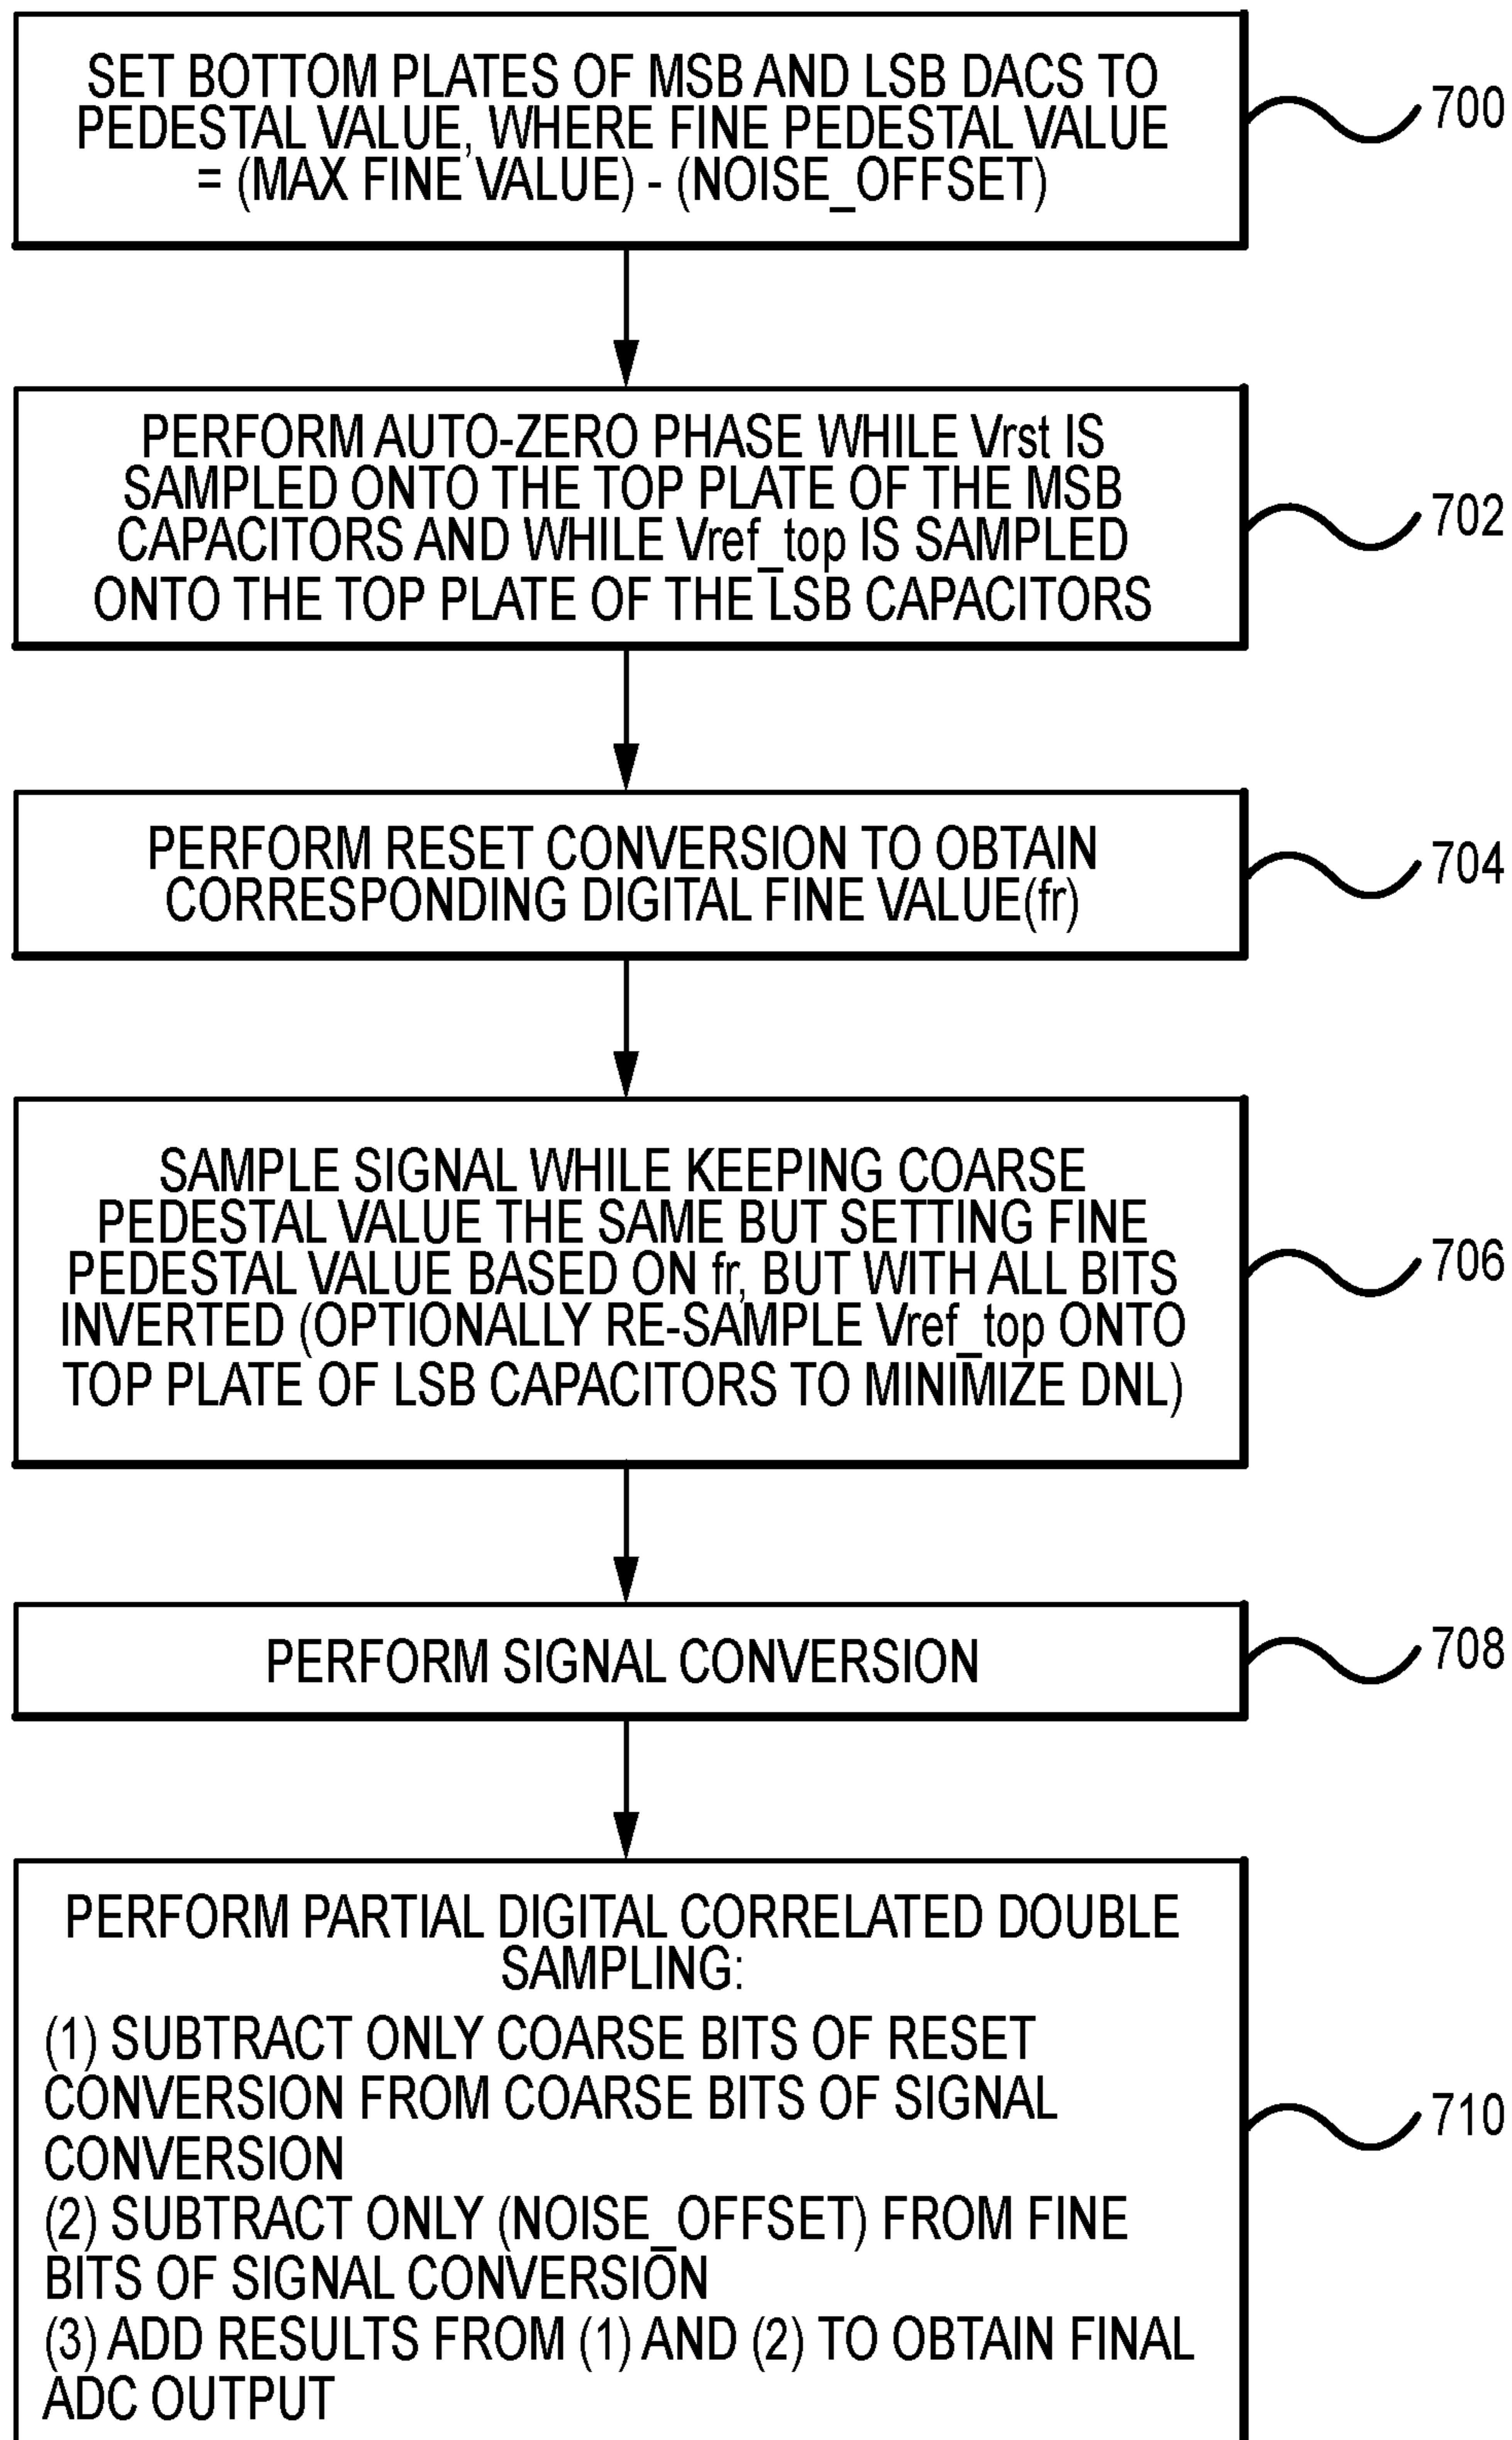 SET BOTTOM PLATES OF MSB AND LSB DACS TO
PEDESTAL VALUE, WHERE FINE PEDESTAL VALUE
= (MAX FINE VALUE) - (NOISE_OFFSET)
700
PERFORM AUTO-ZERO PHASE WHILE Vrst IS
SAMPLED ONTO THE TOP PLATE OF THE MSB
CAPACITORS AND WHILE Vref_top IS SAMPLED
ONTO THE TOP PLATE OF THE LSB CAPACITORS
702
PERFORM RESET CONVERSION TO OBTAIN
CORRESPONDING DIGITAL FINE VALUE(fr)
704
SAMPLE SIGNAL WHILE KEEPING COARSE
PEDESTAL VALUE THE SAME BUT SETTING FINE
PEDESTAL VALUE BASED ON fr, BUT WITH ALL BITS
INVERTED (OPTIONALLY RE-SAMPLE Vref_top ONTO
TOP PLATE OF LSB CAPACITORS TO MINIMIZE DNL)
706
PERFORM SIGNAL CONVERSION
708
PERFORM PARTIAL DIGITAL CORRELATED DOUBLE
SAMPLING:
(1) SUBTRACT ONLY COARSE BITS OF RESET
CONVERSION FROM COARSE BITS OF SIGNAL
CONVERSION
(2) SUBTRACT ONLY (NOISE_OFFSET) FROM FINE
BITS OF SIGNAL CONVERSION
(3) ADD RESULTS FROM (1) AND (2) TO OBTAIN FINAL
ADC OUTPUT
710